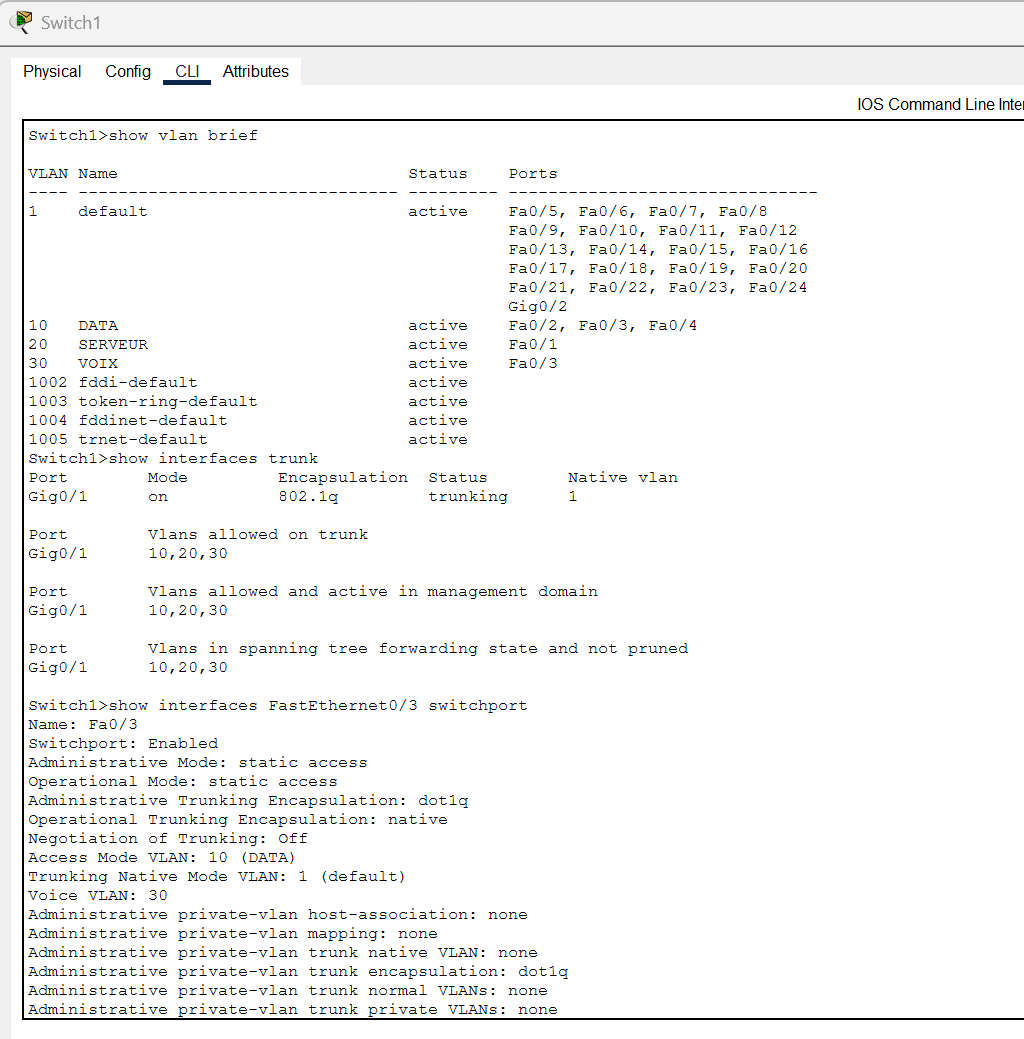 Switch1
Physical Config CLI Attributes
IOS Command Line Inter
Switch1>show vlan brief
VLAN Name                             Status    Ports
---- -------------------------------- --------- -------------------------------
1    default                          active    Fa0/5, Fa0/6, Fa0/7, Fa0/8
                                                Fa0/9, Fa0/10, Fa0/11, Fa0/12
                                                Fa0/13, Fa0/14, Fa0/15, Fa0/16
                                                Fa0/17, Fa0/18, Fa0/19, Fa0/20
                                                Fa0/21, Fa0/22, Fa0/23, Fa0/24
                                                Gig0/2
10   DATA                             active    Fa0/2, Fa0/3, Fa0/4
20   SERVEUR                          active    Fa0/1
30   VOIX                             active    Fa0/3
1002 fddi-default                     active
1003 token-ring-default               active
1004 fddinet-default                  active
1005 trnet-default                    active
Switch1>show interfaces trunk
Port        Mode         Encapsulation  Status        Native vlan
Gig0/1      on           802.1q         trunking      1
Port        Vlans allowed on trunk
Gig0/1      10,20,30
Port        Vlans allowed and active in management domain
Gig0/1      10,20,30
Port        Vlans in spanning tree forwarding state and not pruned
Gig0/1      10,20,30
Switch1>show interfaces FastEthernet0/3 switchport
Name: Fa0/3
Switchport: Enabled
Administrative Mode: static access
Operational Mode: static access
Administrative Trunking Encapsulation: dot1q
Operational Trunking Encapsulation: native
Negotiation of Trunking: Off
Access Mode VLAN: 10 (DATA)
Trunking Native Mode VLAN: 1 (default)
Voice VLAN: 30
Administrative private-vlan host-association: none
Administrative private-vlan mapping: none
Administrative private-vlan trunk native VLAN: none
Administrative private-vlan trunk encapsulation: dot1q
Administrative private-vlan trunk normal VLANs: none
Administrative private-vlan trunk private VLANs: none